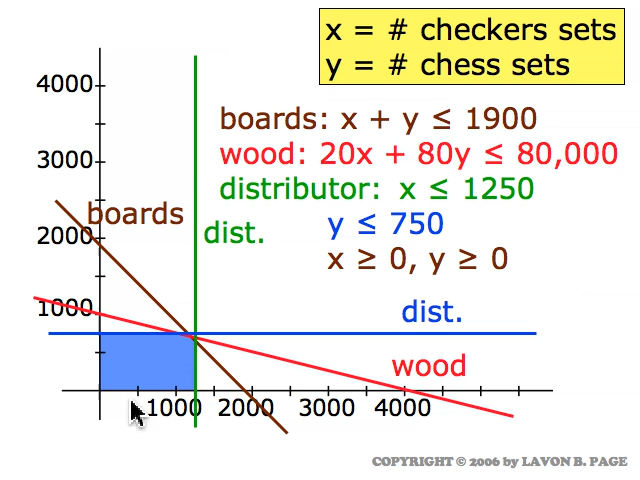 x = # checkers sets
y = # chess sets
4000
boards: x + y ≤ 1900
3000
wood: 20x + 80y ≤ 80,000
distributor: x ≤ 1250
boards
y ≤ 750
2000
dist.
x ≥ 0, y ≥ 0
1000
dist.
wood
1000 2000 3000 4000
COPYRIGHT © 2006 by LAVON B. PAGE